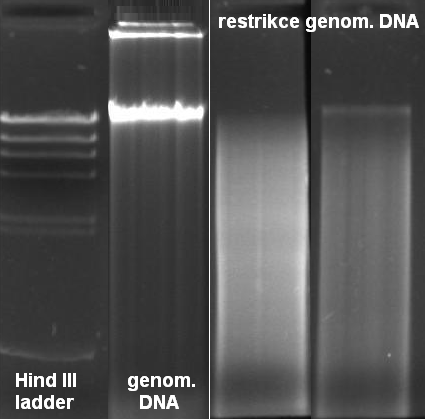 restrikce genom. DNA
Hind III
ladder
genom.
DNA